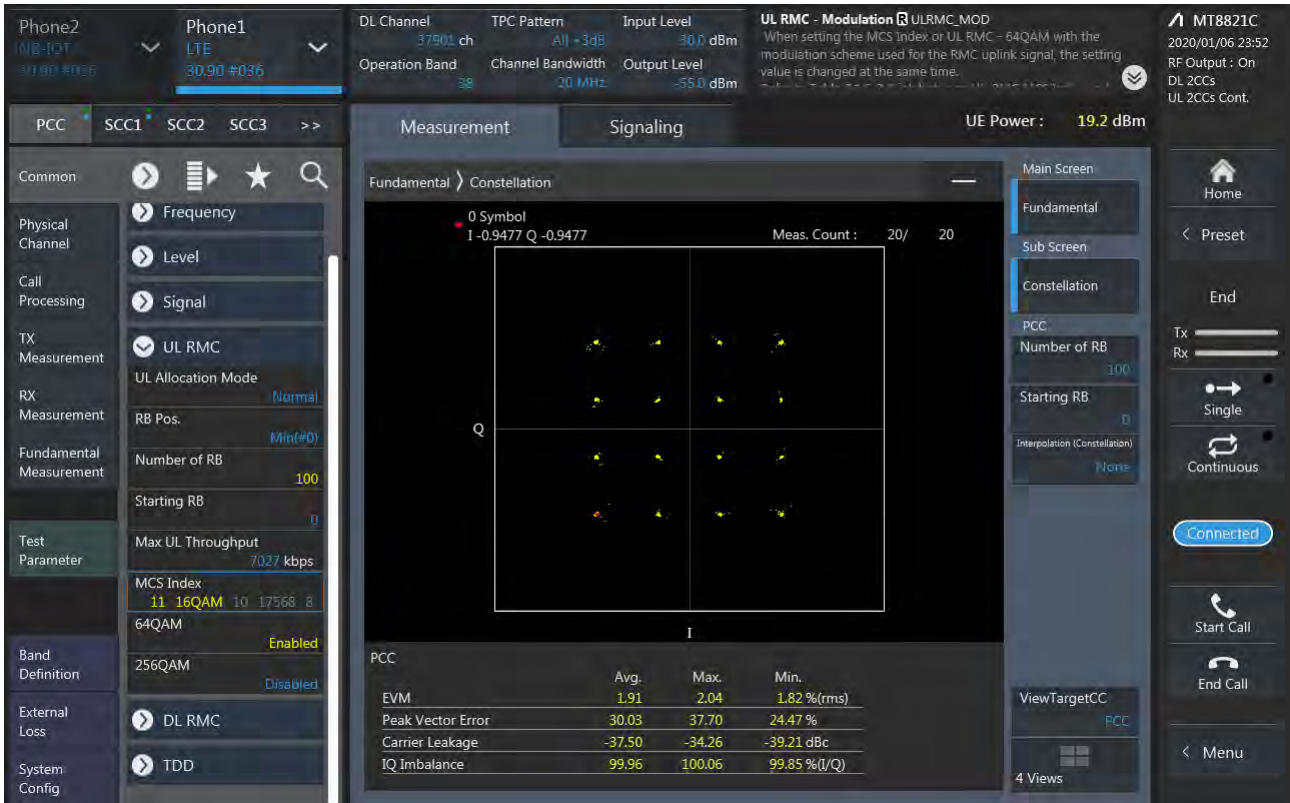 Phone2
NB-IOT
30.90 #036
Phone1
LTE
30.90 #036
DL Channel
37901 ch
Operation Band
38
TPC Pattern
All +3dB
Channel Bandwidth
20 MHz
Input Level
30.0 dBm
Output Level
-55.0 dBm
UL RMC - Modulation R ULRMC_MOD
When setting the MCS Index or UL RMC - 64QAM with the
modulation scheme used for the RMC uplink signal, the setting
value is changed at the same time.
MT8821C
2020/01/06 23:52
RF Output : On
DL 2CCs
UL 2CCs Cont.
PCC SCC1 SCC2 SCC3 >>
Measurement
Signaling
UE Power : 19.2 dBm
Common
Physical
Channel
Call
Processing
TX
Measurement
RX
Measurement
Fundamental
Measurement
Test
Parameter
Band
Definition
External
Loss
System
Config
Frequency
Level
Signal
UL RMC
UL Allocation Mode
Normal
RB Pos.
Min(#0)
Number of RB
100
Starting RB
0
Max UL Throughput
7027 kbps
MCS Index
11 16QAM 10 17568 8
64QAM
Enabled
256QAM
Disabled
DL RMC
TDD
Fundamental 〉 Constellation
0 Symbol
I -0.9477 Q -0.9477
Meas. Count : 20/ 20
Q
I
PCC
Avg. Max. Min.
EVM 1.91 2.04 1.82 %(rms)
Peak Vector Error 30.03 37.70 24.47 %
Carrier Leakage -37.50 -34.26 -39.21 dBc
IQ Imbalance 99.96 100.06 99.85 %(I/Q)
Main Screen
Fundamental
Sub Screen
Constellation
PCC
Number of RB
100
Starting RB
0
Interpolation (Constellation)
None
ViewTargetCC
PCC
4 Views
Home
< Preset
End
Tx
Rx
Single
Continuous
Connected
Start Call
End Call
< Menu